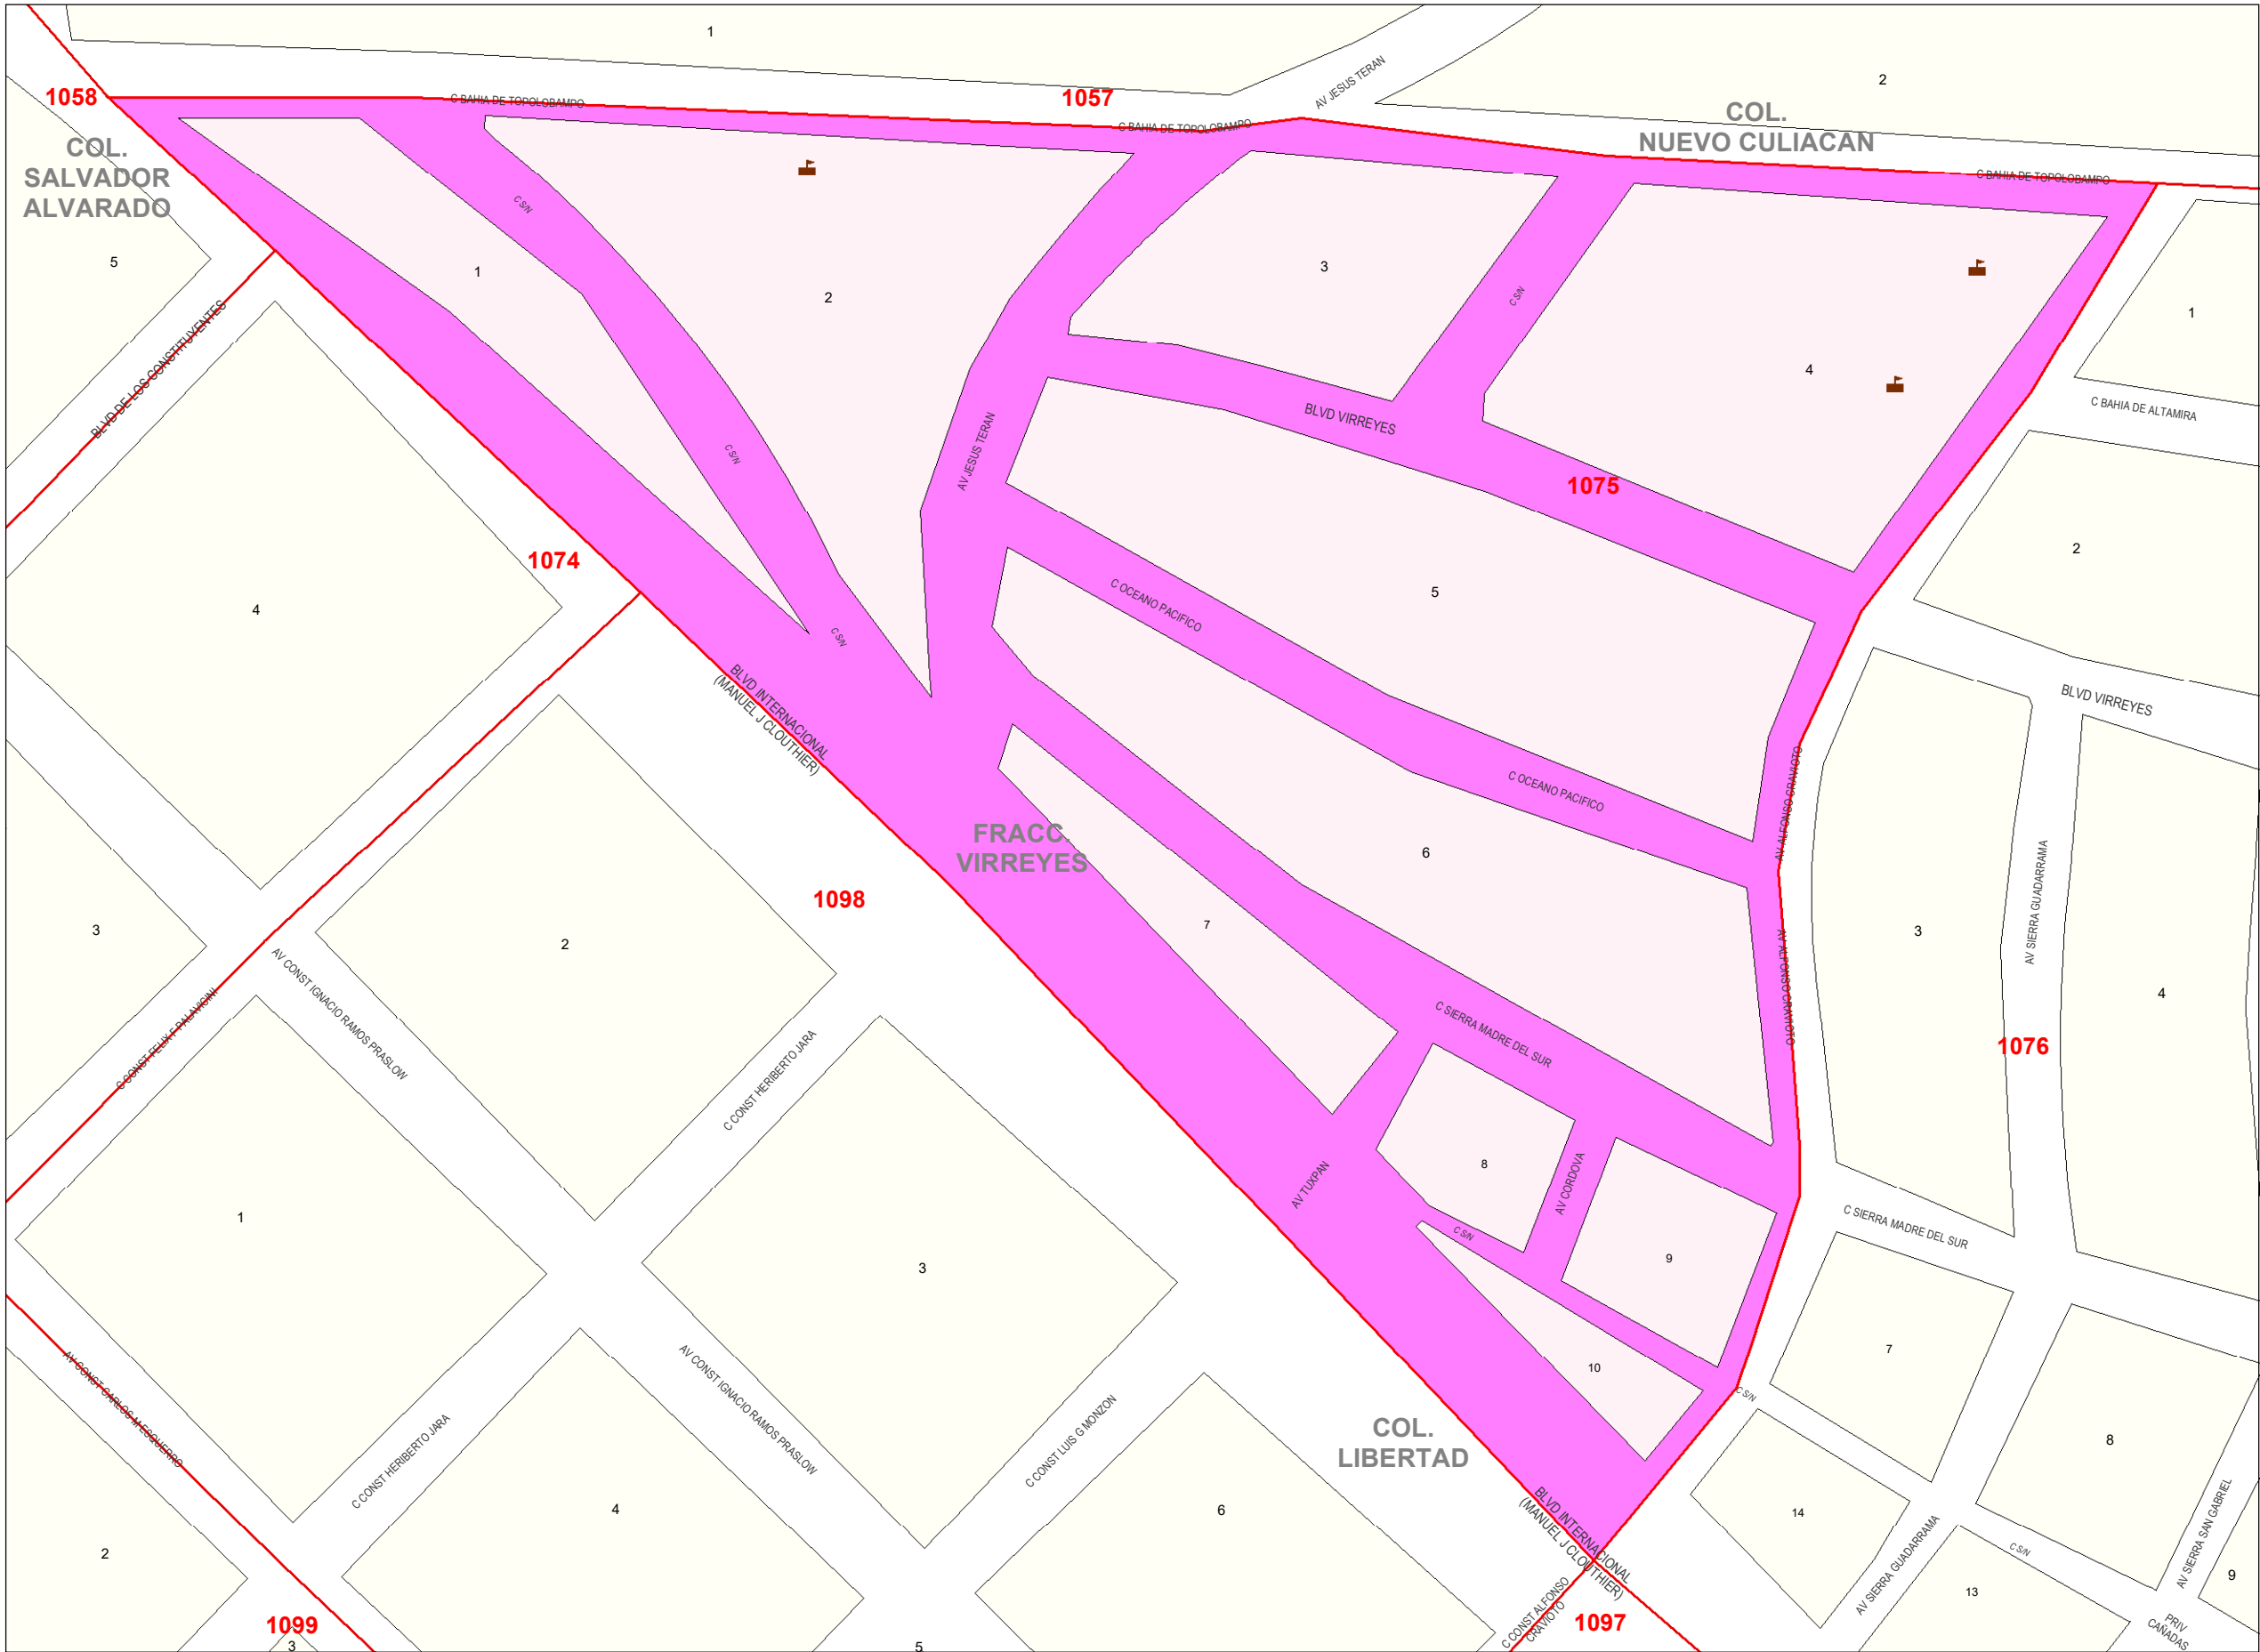 1
2
1058
1057
COL.
NUEVO CULIACAN
AV JESUS TERAN
C BAHIA DE TOPOLOBAMPO
C BAHIA DE TOPOLOBAMPO
C BAHIA DE TOPOLOBAMPO
COL.
SALVADOR
ALVARADO
5
1
C S/N
2
3
C S/N
4
1
BLVD DE LOS CONSTITUYENTES
C BAHIA DE ALTAMIRA
BLVD VIRREYES
AV JESUS TERAN
C S/N
1075
1074
2
4
5
C OCEANO PACIFICO
C S/N
BLVD INTERNACIONAL
(MANUEL J CLOUTHIER)
BLVD VIRREYES
C OCEANO PACIFICO
AV ALFONSO CRAVIOTO
FRACC.
VIRREYES
6
1098
7
3
2
3
AV SIERRA GUADARRAMA
4
AV ALFONSO CRAVIOTO
AV CONST IGNACIO RAMOS PRASLOW
C CONST FELIX F PALAVICINI
C CONST HERIBERTO JARA
C SIERRA MADRE DEL SUR
1076
8
AV TUXPAN
AV CORDOVA
1
C S/N
9
3
C SIERRA MADRE DEL SUR
7
10
C S/N
AV CONST CARLOS M ESQUERRO
AV CONST IGNACIO RAMOS PRASLOW
C CONST HERIBERTO JARA
C CONST LUIS G MONZON
COL.
LIBERTAD
8
4
6
BLVD INTERNACIONAL
(MANUEL J CLOUTHIER)
14
AV SIERRA GUADARRAMA
C S/N
AV SIERRA SAN GABRIEL
2
9
13
C CONST ALFONSO
CRAVIOTO
1099
1097
PRIV
CAÑADAS
3
5